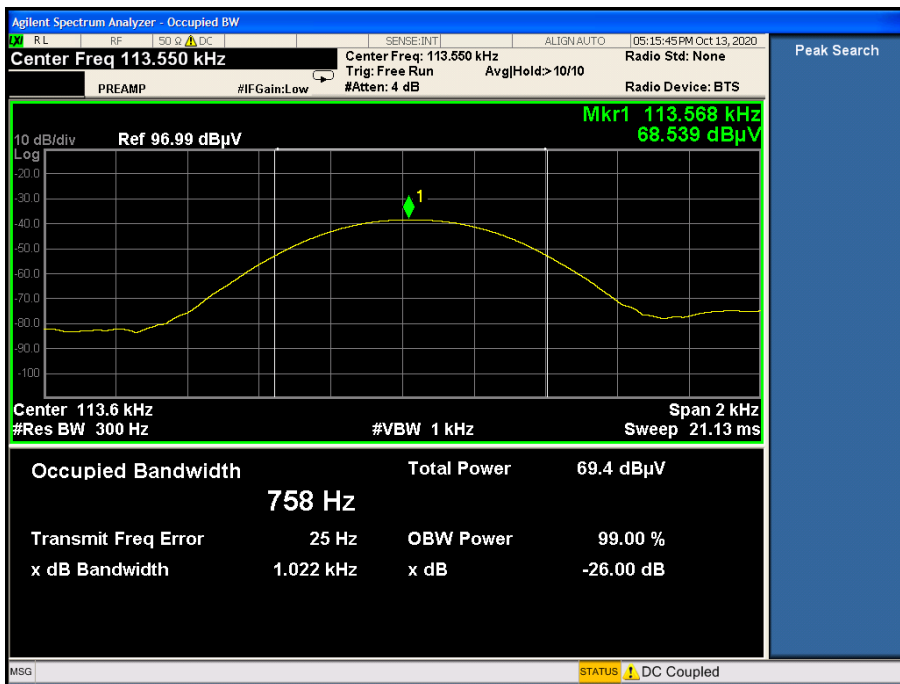 Agilent Spectrum Analyzer - Occupied BW
LXI RL RF 50 Ω DC SENSE:INT ALIGN AUTO 05:15:45 PM Oct 13, 2020
Center Freq 113.550 kHz
Center Freq: 113.550 kHz Radio Std: None
Trig: Free Run Avg|Hold:> 10/10
PREAMP #IFGain:Low #Atten: 4 dB Radio Device: BTS
Peak Search
Mkr1 113.568 kHz
68.539 dBµV
10 dB/div Ref 96.99 dBµV
Log
-20.0
-30.0
1
-40.0
-50.0
-60.0
-70.0
-80.0
-90.0
-100
Center 113.6 kHz Span 2 kHz
#Res BW 300 Hz #VBW 1 kHz Sweep 21.13 ms
Occupied Bandwidth Total Power 69.4 dBµV
758 Hz
Transmit Freq Error 25 Hz OBW Power 99.00 %
x dB Bandwidth 1.022 kHz x dB -26.00 dB
MSG STATUS DC Coupled